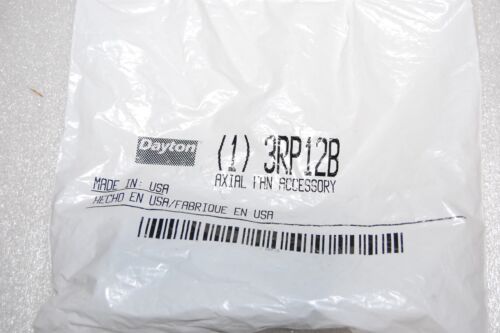 Dayton (1) 3RP12B
AXIAL FAN ACCESSORY
MADE IN: USA
HECHO EN USA/FABRIQUE EN USA